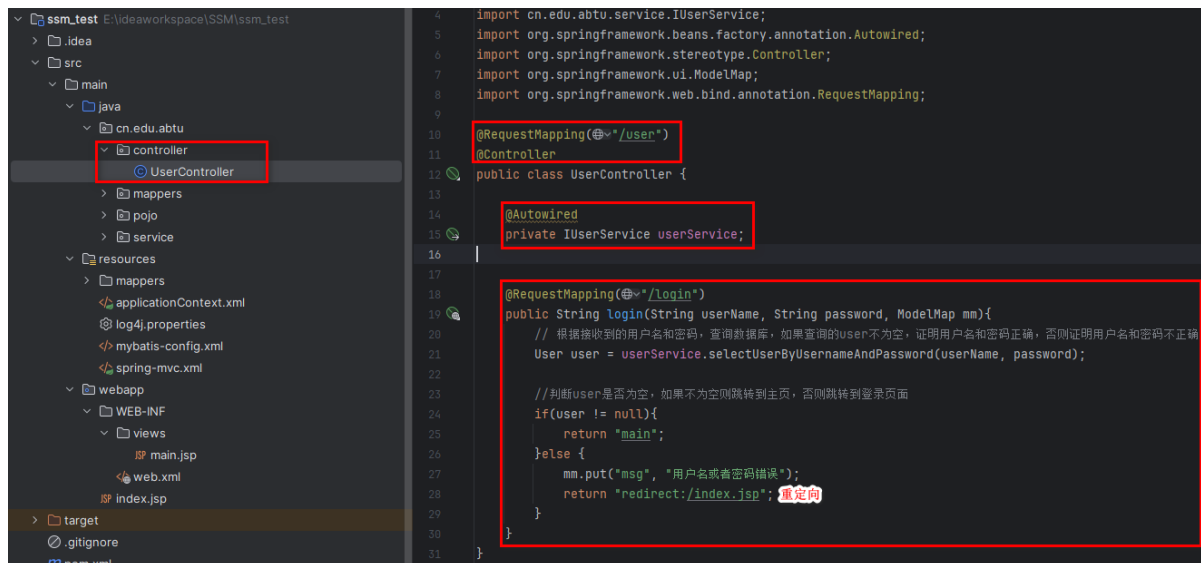 ssm_test E:\ideaworkspace\SSM\ssm_test
.idea
src
main
java
cn.edu.abtu
controller
UserController
mappers
pojo
service
resources
mappers
applicationContext.xml
log4j.properties
mybatis-config.xml
spring-mvc.xml
webapp
WEB-INF
views
JSP main.jsp
web.xml
JSP index.jsp
target
.gitignore
4 import cn.edu.abtu.service.IUserService;
5 import org.springframework.beans.factory.annotation.Autowired;
6 import org.springframework.stereotype.Controller;
7 import org.springframework.ui.ModelMap;
8 import org.springframework.web.bind.annotation.RequestMapping;
9
10 @RequestMapping("/user")
11 @Controller
12 public class UserController {
13
14 @Autowired
15 private IUserService userService;
16
17
18 @RequestMapping("/login")
19 public String login(String userName, String password, ModelMap mm){
20 // 根据接收到的用户名和密码，查询数据库，如果查询的user不为空，证明用户名和密码正确，否则证明用户名和密码不正确
21 User user = userService.selectUserByUsernameAndPassword(userName, password);
22
23 //判断user是否为空，如果不为空则跳转到主页，否则跳转到登录页面
24 if(user != null){
25 return "main";
26 }else {
27 mm.put("msg", "用户名或者密码错误");
28 return "redirect:/index.jsp"; 重定向
29 }
30 }
31 }